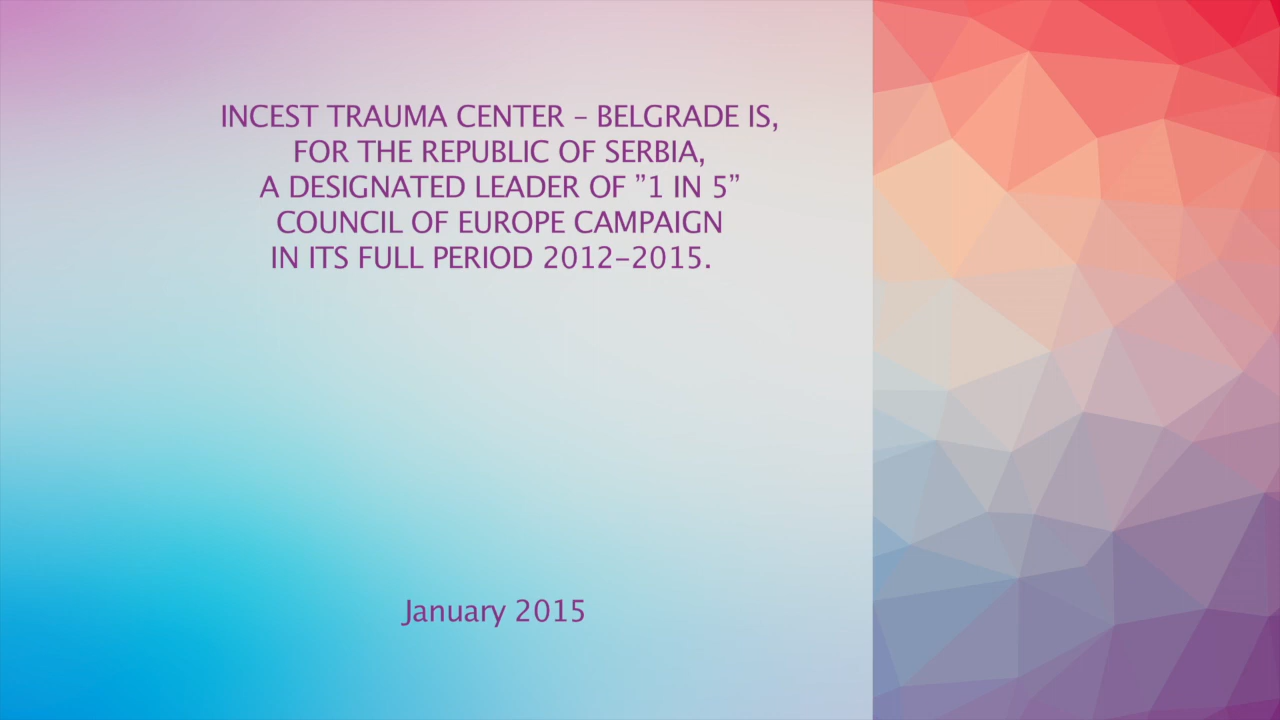 INCEST TRAUMA CENTER – BELGRADE IS,
FOR THE REPUBLIC OF SERBIA,
A DESIGNATED LEADER OF ”1 IN 5”
COUNCIL OF EUROPE CAMPAIGN
IN ITS FULL PERIOD 2012–2015.
January 2015